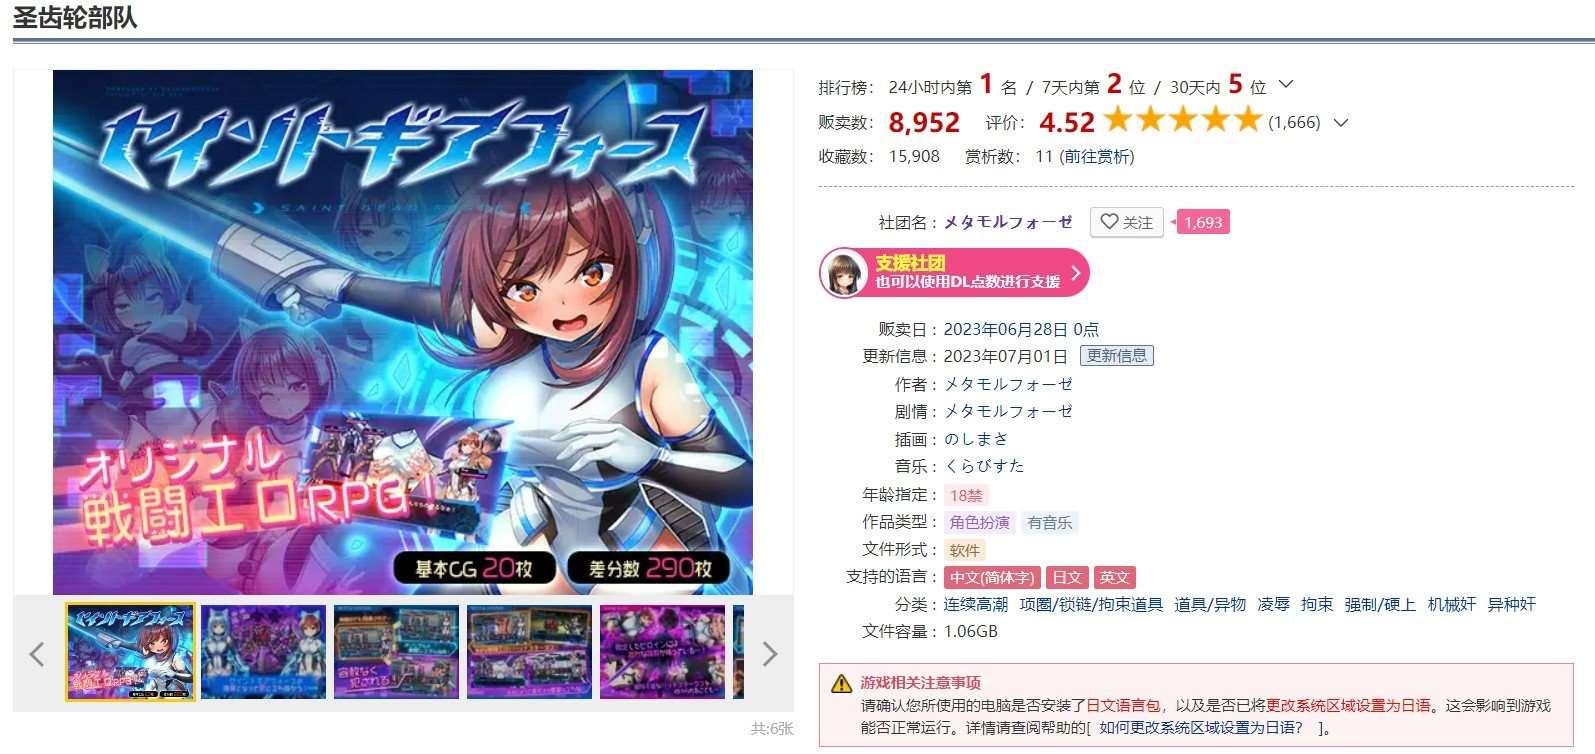 圣齿轮部队
セイントギアフォース
SAINT GEAR FORCE
オリジナル
戦闘エロRPG!
基本CG 20枚
差分数 290枚
共:6张
排行榜： 24小时内第 1 名 / 7天内第 2 位 / 30天内 5 位
贩卖数： 8,952 评价： 4.52 (1,666)
收藏数： 15,908 赏析数： 11 (前往赏析)
社团名 : メタモルフォーゼ 关注 1,693
支援社团
也可以使用DL点数进行支援
贩卖日 : 2023年06月28日 0点
更新信息 : 2023年07月01日 更新信息
作者 : メタモルフォーゼ
剧情 : メタモルフォーゼ
插画 : のしまさ
音乐 : くらびすた
年龄指定 : 18禁
作品类型 : 角色扮演 有音乐
文件形式 : 软件
支持的语言 : 中文(简体字) 日文 英文
分类 : 连续高潮 项圈/锁链/拘束道具 道具/异物 凌辱 拘束 强制/硬上 机械奸 异种奸
文件容量 : 1.06GB
游戏相关注意事项
请确认您所使用的电脑是否安装了日文语言包，以及是否已将更改系统区域设置为日语。这会影响到游戏
能否正常运行。详情请查阅帮助的[ 如何更改系统区域设置为日语？ ]。